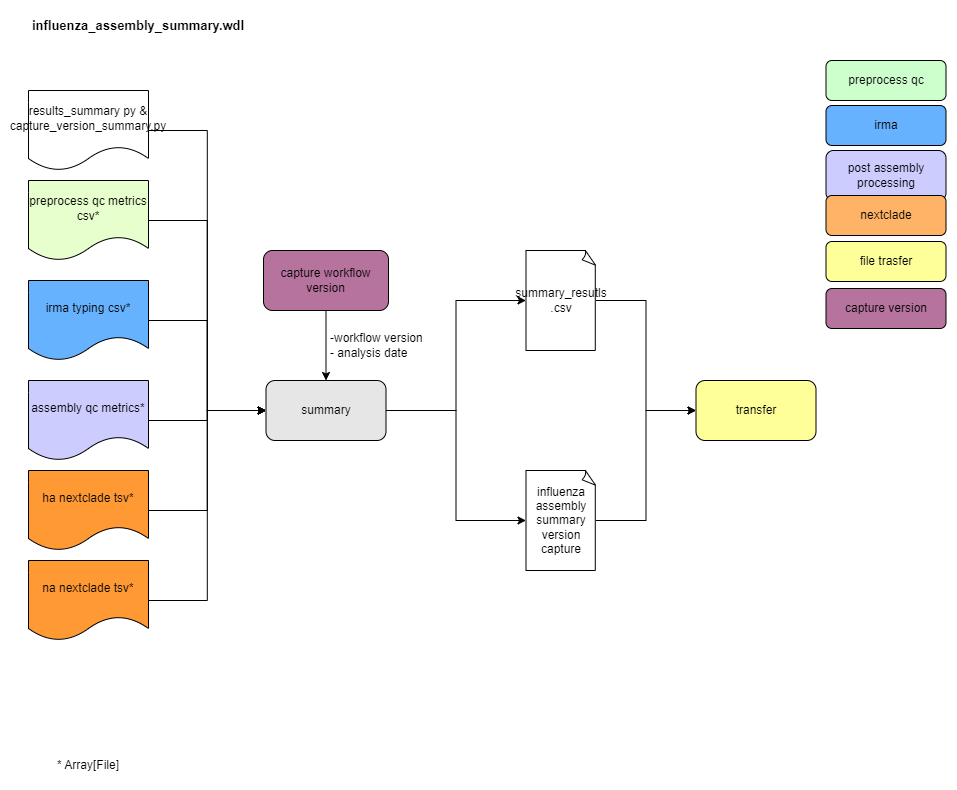 influenza_assembly_summary.wdl
results_summary py &
capture_version_summary.py
preprocess qc metrics
csv*
irma typing csv*
assembly qc metrics*
ha nextclade tsv*
na nextclade tsv*
capture workflow
version
-workflow version
- analysis date
summary
summary_resutls
.csv
influenza
assembly
summary
version
capture
transfer
preprocess qc
irma
post assembly
processing
nextclade
file trasfer
capture version
* Array[File]